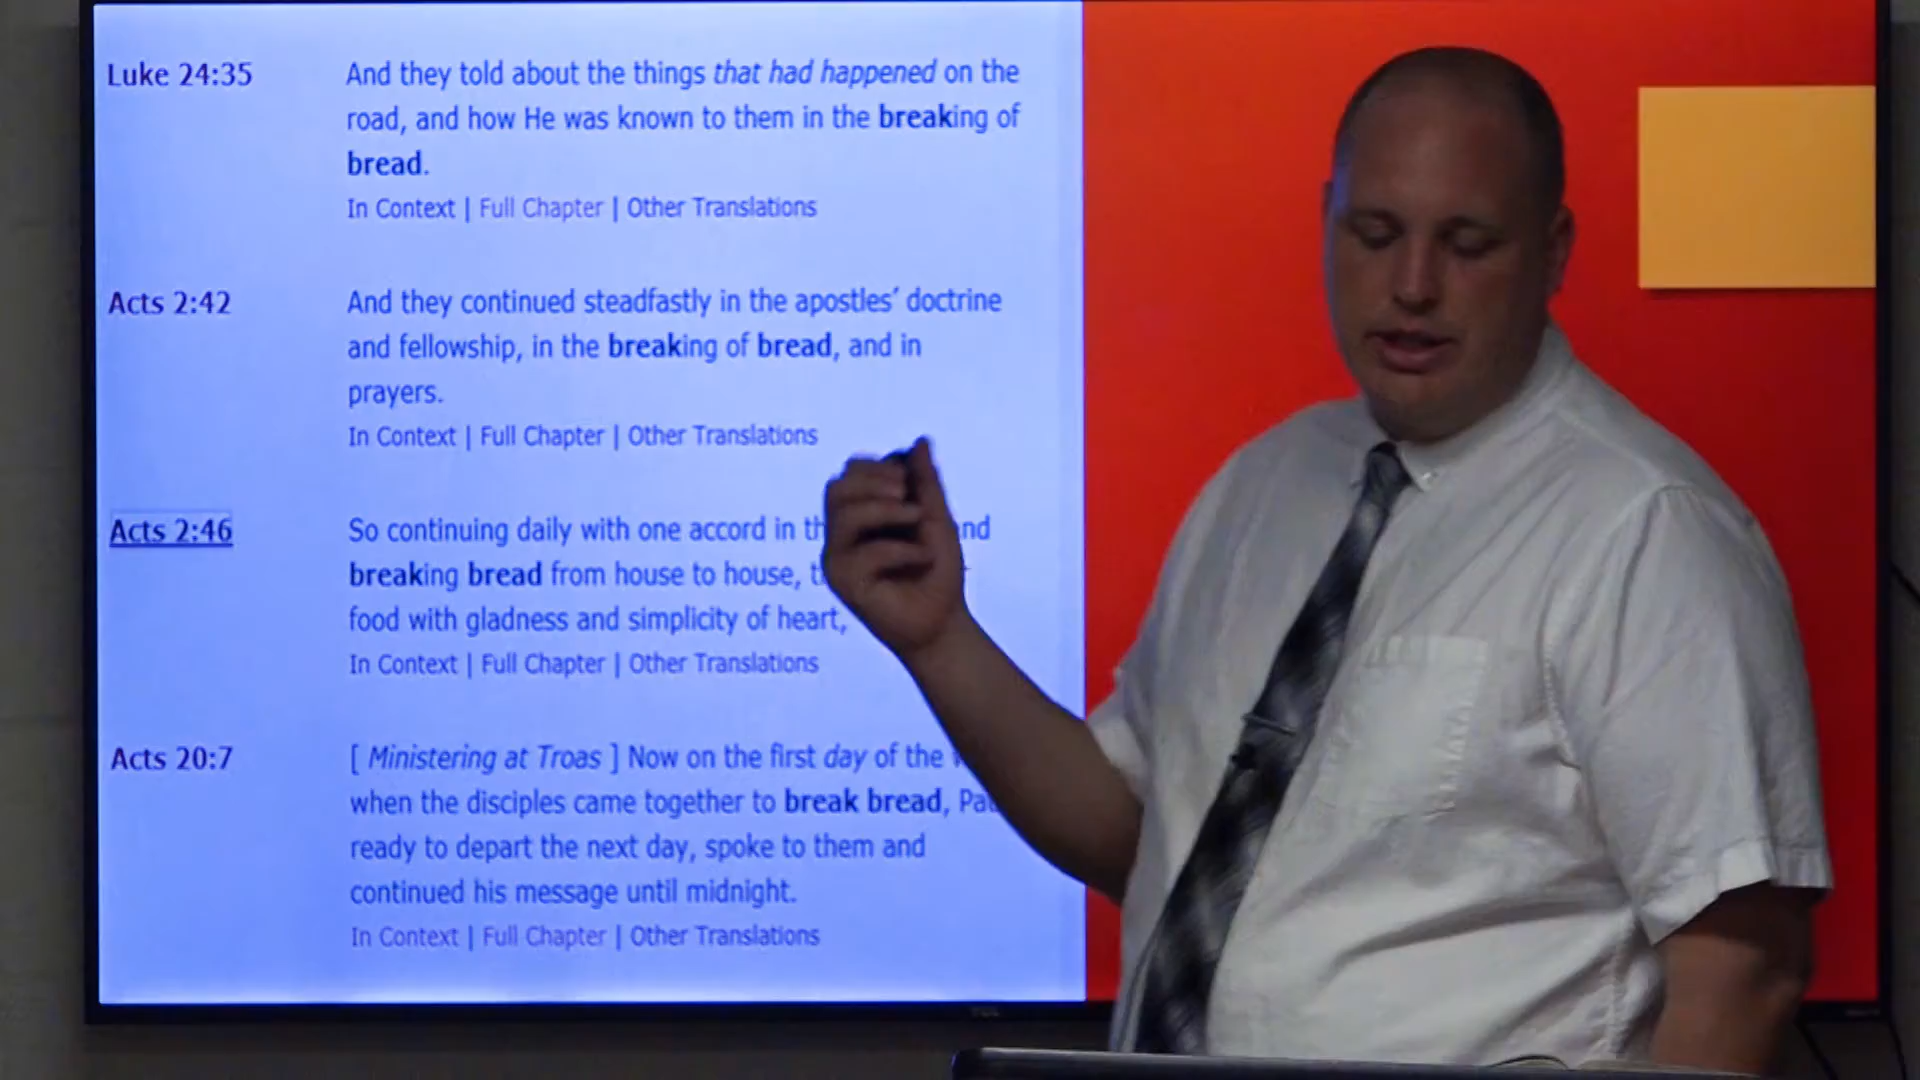 Luke 24:35
And they told about the things that had happened on the
road, and how He was known to them in the breaking of
bread.
In Context | Full Chapter | Other Translations
Acts 2:42
And they continued steadfastly in the apostles’ doctrine
and fellowship, in the breaking of bread, and in
prayers.
In Context | Full Chapter | Other Translations
Acts 2:46
So continuing daily with one accord in
breaking bread from house to house,
food with gladness and simplicity of heart,
In Context | Full Chapter | Other Translations
Acts 20:7
[ Ministering at Troas ] Now on the first day of the
when the disciples came together to break bread,
ready to depart the next day, spoke to them and
continued his message until midnight.
In Context | Full Chapter | Other Translations